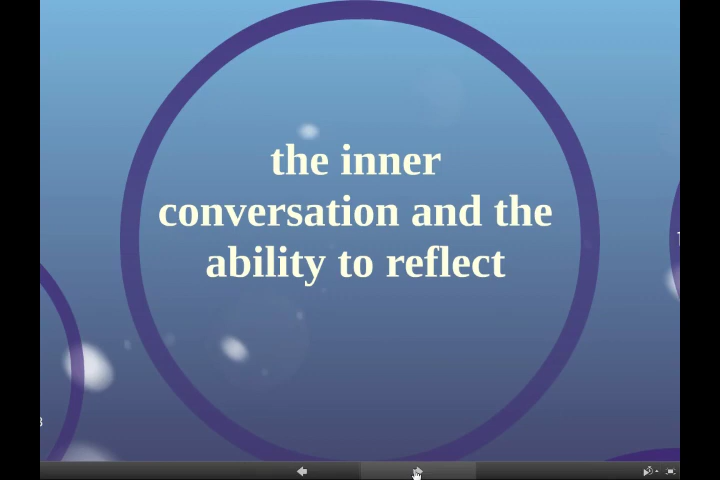 the inner
conversation and the
ability to reflect